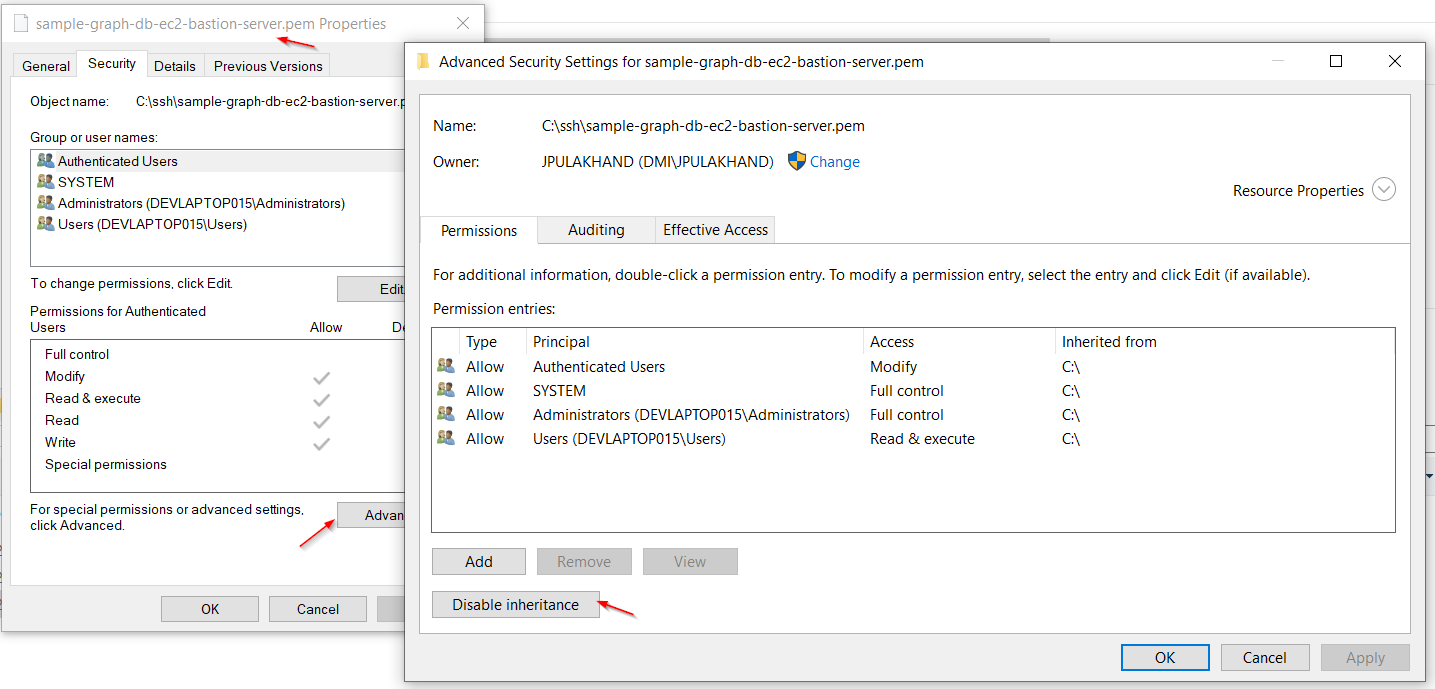 sample-graph-db-ec2-bastion-server.pem Properties
General Security Details Previous Versions
Object name: C:\ssh\sample-graph-db-ec2-bastion-server.p
Group or user names:
Authenticated Users
SYSTEM
Administrators (DEVLAPTOP015\Administrators)
Users (DEVLAPTOP015\Users)
To change permissions, click Edit.
Edit
Permissions for Authenticated
Users Allow De
Full control
Modify
Read & execute
Read
Write
Special permissions
For special permissions or advanced settings,
click Advanced.
Advan
OK Cancel
Advanced Security Settings for sample-graph-db-ec2-bastion-server.pem
Name: C:\ssh\sample-graph-db-ec2-bastion-server.pem
Owner: JPULAKHAND (DMI\JPULAKHAND) Change
Resource Properties
Permissions Auditing Effective Access
For additional information, double-click a permission entry. To modify a permission entry, select the entry and click Edit (if available).
Permission entries:
Type Principal Access Inherited from
Allow Authenticated Users Modify C:\
Allow SYSTEM Full control C:\
Allow Administrators (DEVLAPTOP015\Administrators) Full control C:\
Allow Users (DEVLAPTOP015\Users) Read & execute C:\
Add Remove View
Disable inheritance
OK Cancel Apply